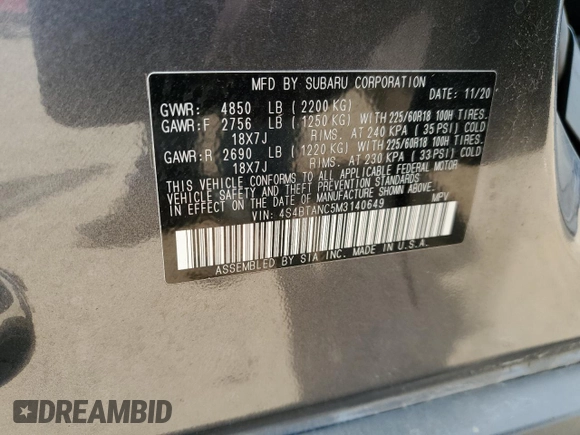 MFD BY SUBARU CORPORATION
DATE: 11/20
GVWR: 4850 LB ( 2200 KG)
GAWR:F 2756 LB ( 1250 KG) WITH 225/60R18 100H TIRES.
18X7J RIMS. AT 240 KPA ( 35 PSI) COLD
GAWR:R 2690 LB ( 1220 KG) WITH 225/60R18 100H TIRES.
18X7J RIMS. AT 230 KPA ( 33 PSI) COLD
THIS VEHICLE CONFORMS TO ALL APPLICABLE FEDERAL MOTOR
VEHICLE SAFETY AND THEFT PREVENTION STANDARDS
IN EFFECT ON THE DATE OF MANUFACTURE SHOWN ABOVE.
VIN: 4S4BTANC5M3140649 MPV
ASSEMBLED BY SIA INC. MADE IN U.S.A.
DREAMBID